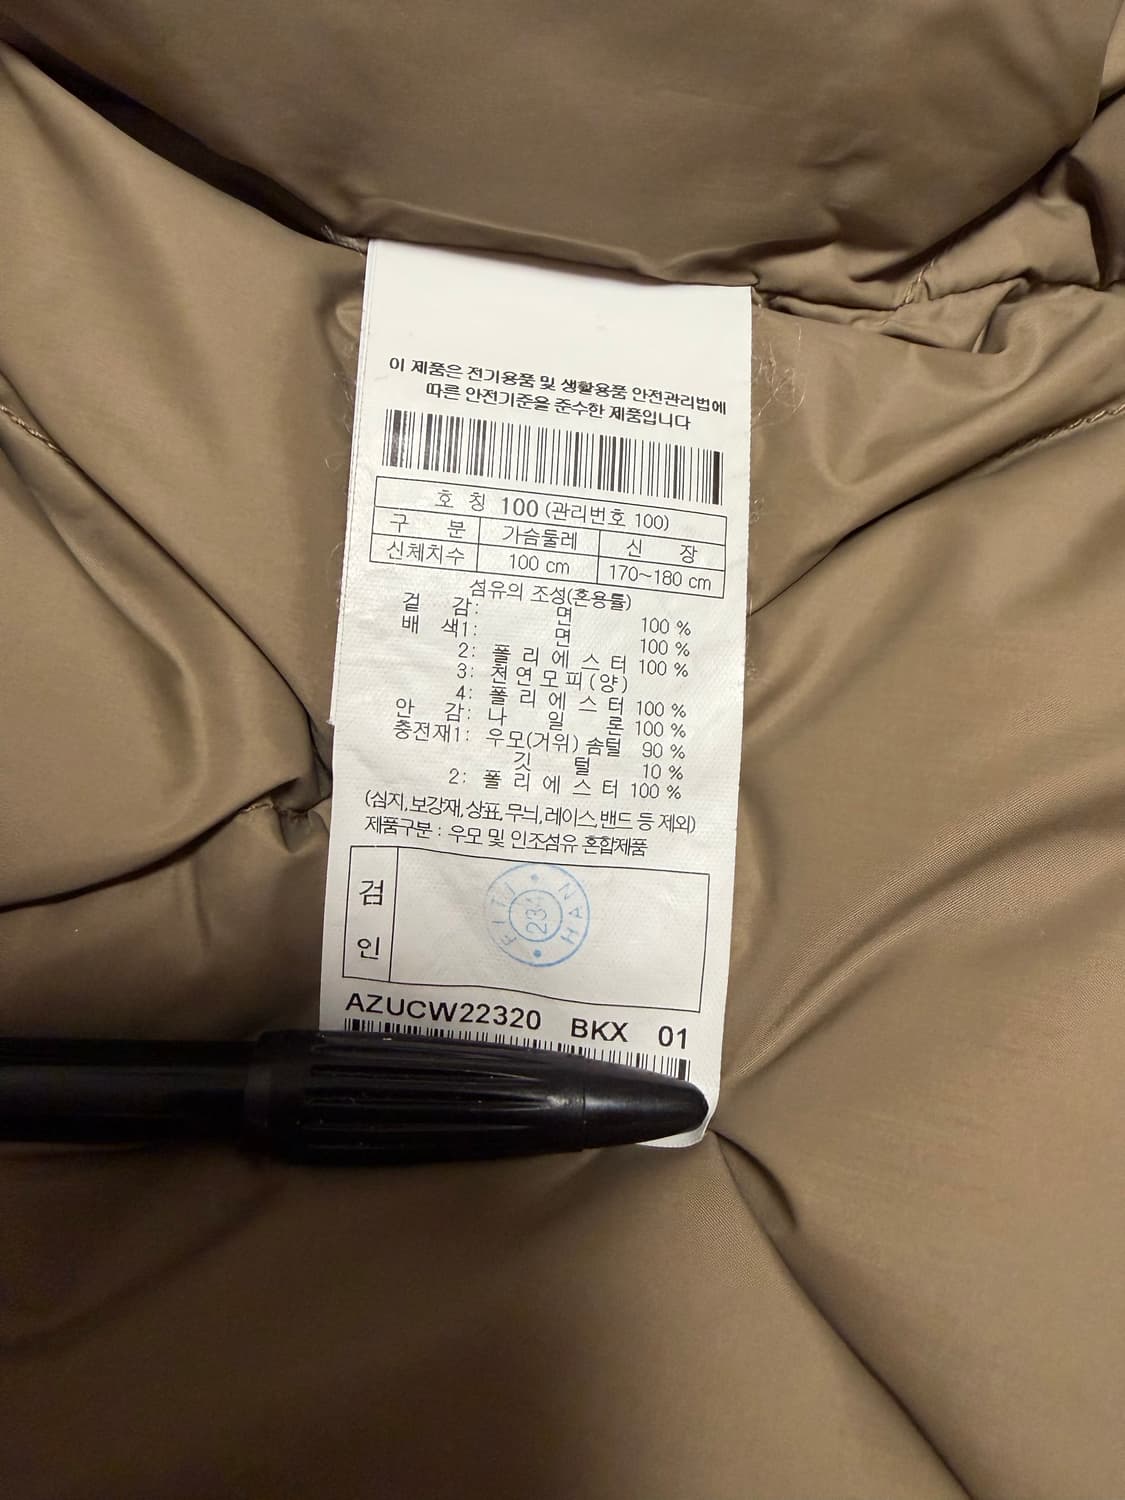 이 제품은 전기용품 및 생활용품 안전관리법에
따른 안전기준을 준수한 제품입니다
호 칭 100 (관리번호 100)
구 분 가슴둘레 신 장
신체치수 100 cm 170~180 cm
섬유의 조성(혼용률)
겉 감: 면 100 %
배 색1: 면 100 %
2: 폴리에스터 100 %
3: 천연모피(양)
4: 폴리에스터 100 %
안 감: 나 일 론 100 %
충전재1: 우모(거위) 솜털 90 %
깃 털 10 %
2: 폴리에스터 100 %
(심지,보강재,상표,무늬,레이스,밴드 등 제외)
제품구분 : 우모 및 인조섬유 혼합제품
검 인
FITI HAN
AZUCW22320 BKX 01